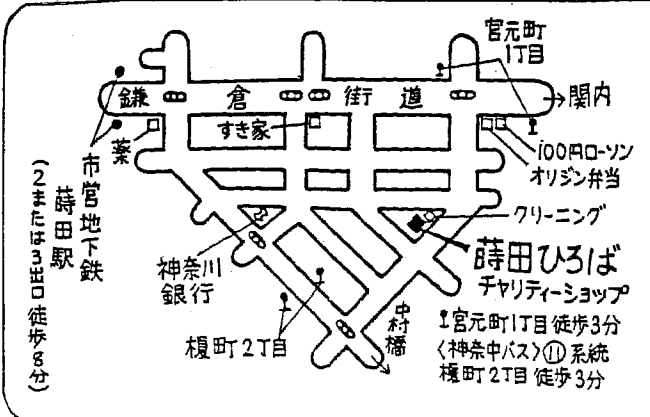 宮元町
1丁目
鎌倉街道
→関内
薬
すき家
100円ローソン
オリジン弁当
クリーニング
市営地下鉄
蒔田駅
(2または3出口 徒歩8分)
神奈川
銀行
蒔田ひろば
チャリティーショップ
榎町2丁目
中村橋
宮元町1丁目 徒歩3分
〈神奈中バス〉⑪系統
榎町2丁目 徒歩3分